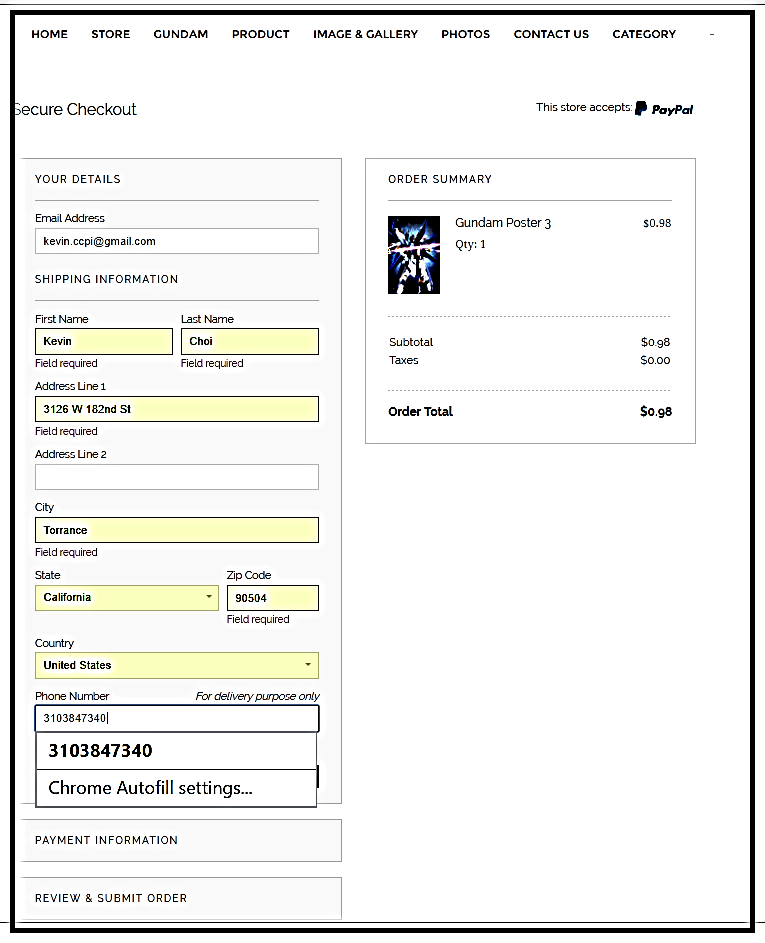 HOME STORE GUNDAM PRODUCT IMAGE & GALLERY PHOTOS CONTACT US CATEGORY -
Secure Checkout
This store accepts: PayPal
YOUR DETAILS
Email Address
kevin.ccpi@gmail.com
SHIPPING INFORMATION
First Name Last Name
Kevin Choi
Field required Field required
Address Line 1
3126 W 182nd St
Field required
Address Line 2
City
Torrance
Field required
State Zip Code
California 90504
Field required
Country
United States
Phone Number For delivery purpose only
3103847340
3103847340
Chrome Autofill settings...
PAYMENT INFORMATION
REVIEW & SUBMIT ORDER
ORDER SUMMARY
Gundam Poster 3 $0.98
Qty: 1
Subtotal $0.98
Taxes $0.00
Order Total $0.98